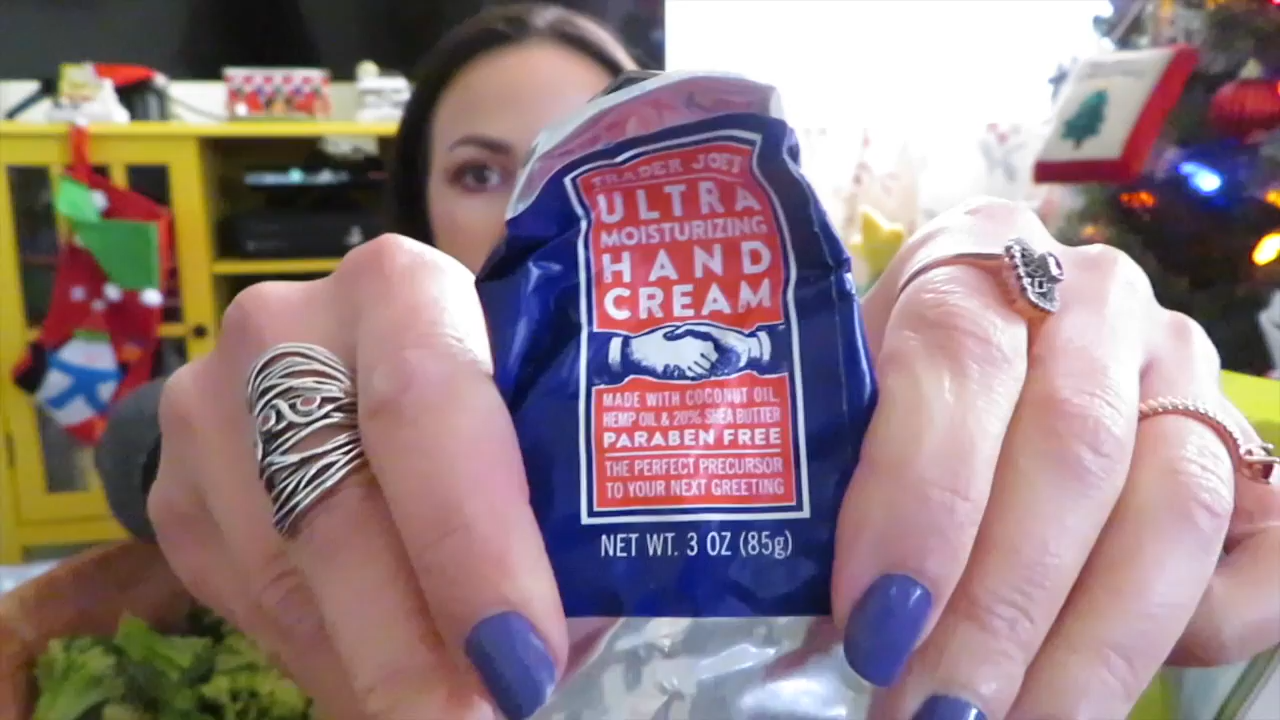 TRADER JOE'S
ULTRA
MOISTURIZING
HAND
CREAM
MADE WITH COCONUT OIL,
HEMP OIL & 20% SHEA BUTTER
PARABEN FREE
THE PERFECT PRECURSOR
TO YOUR NEXT GREETING
NET WT. 3 OZ (85g)